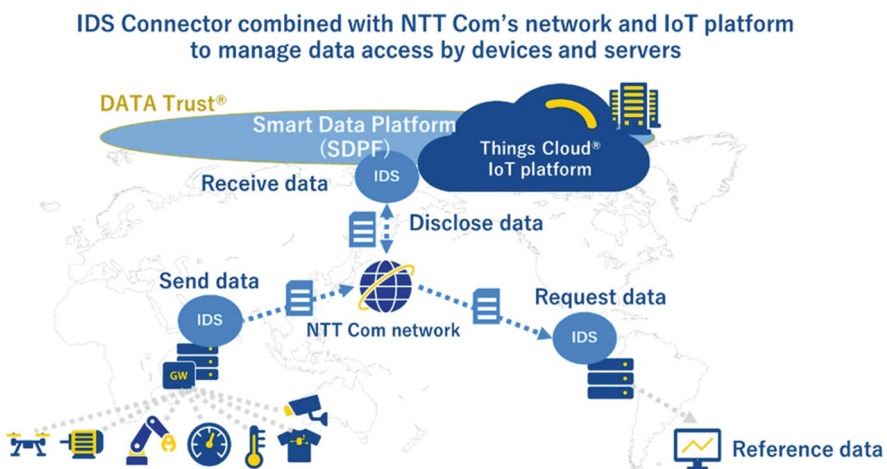 IDS Connector combined with NTT Com's network and IoT platform
to manage data access by devices and servers
DATA Trust®
Smart Data Platform
(SDPF)
Things Cloud®
IoT platform
IDS
Receive data
Disclose data
Send data
IDS
NTT Com network
Request data
IDS
GW
Reference data